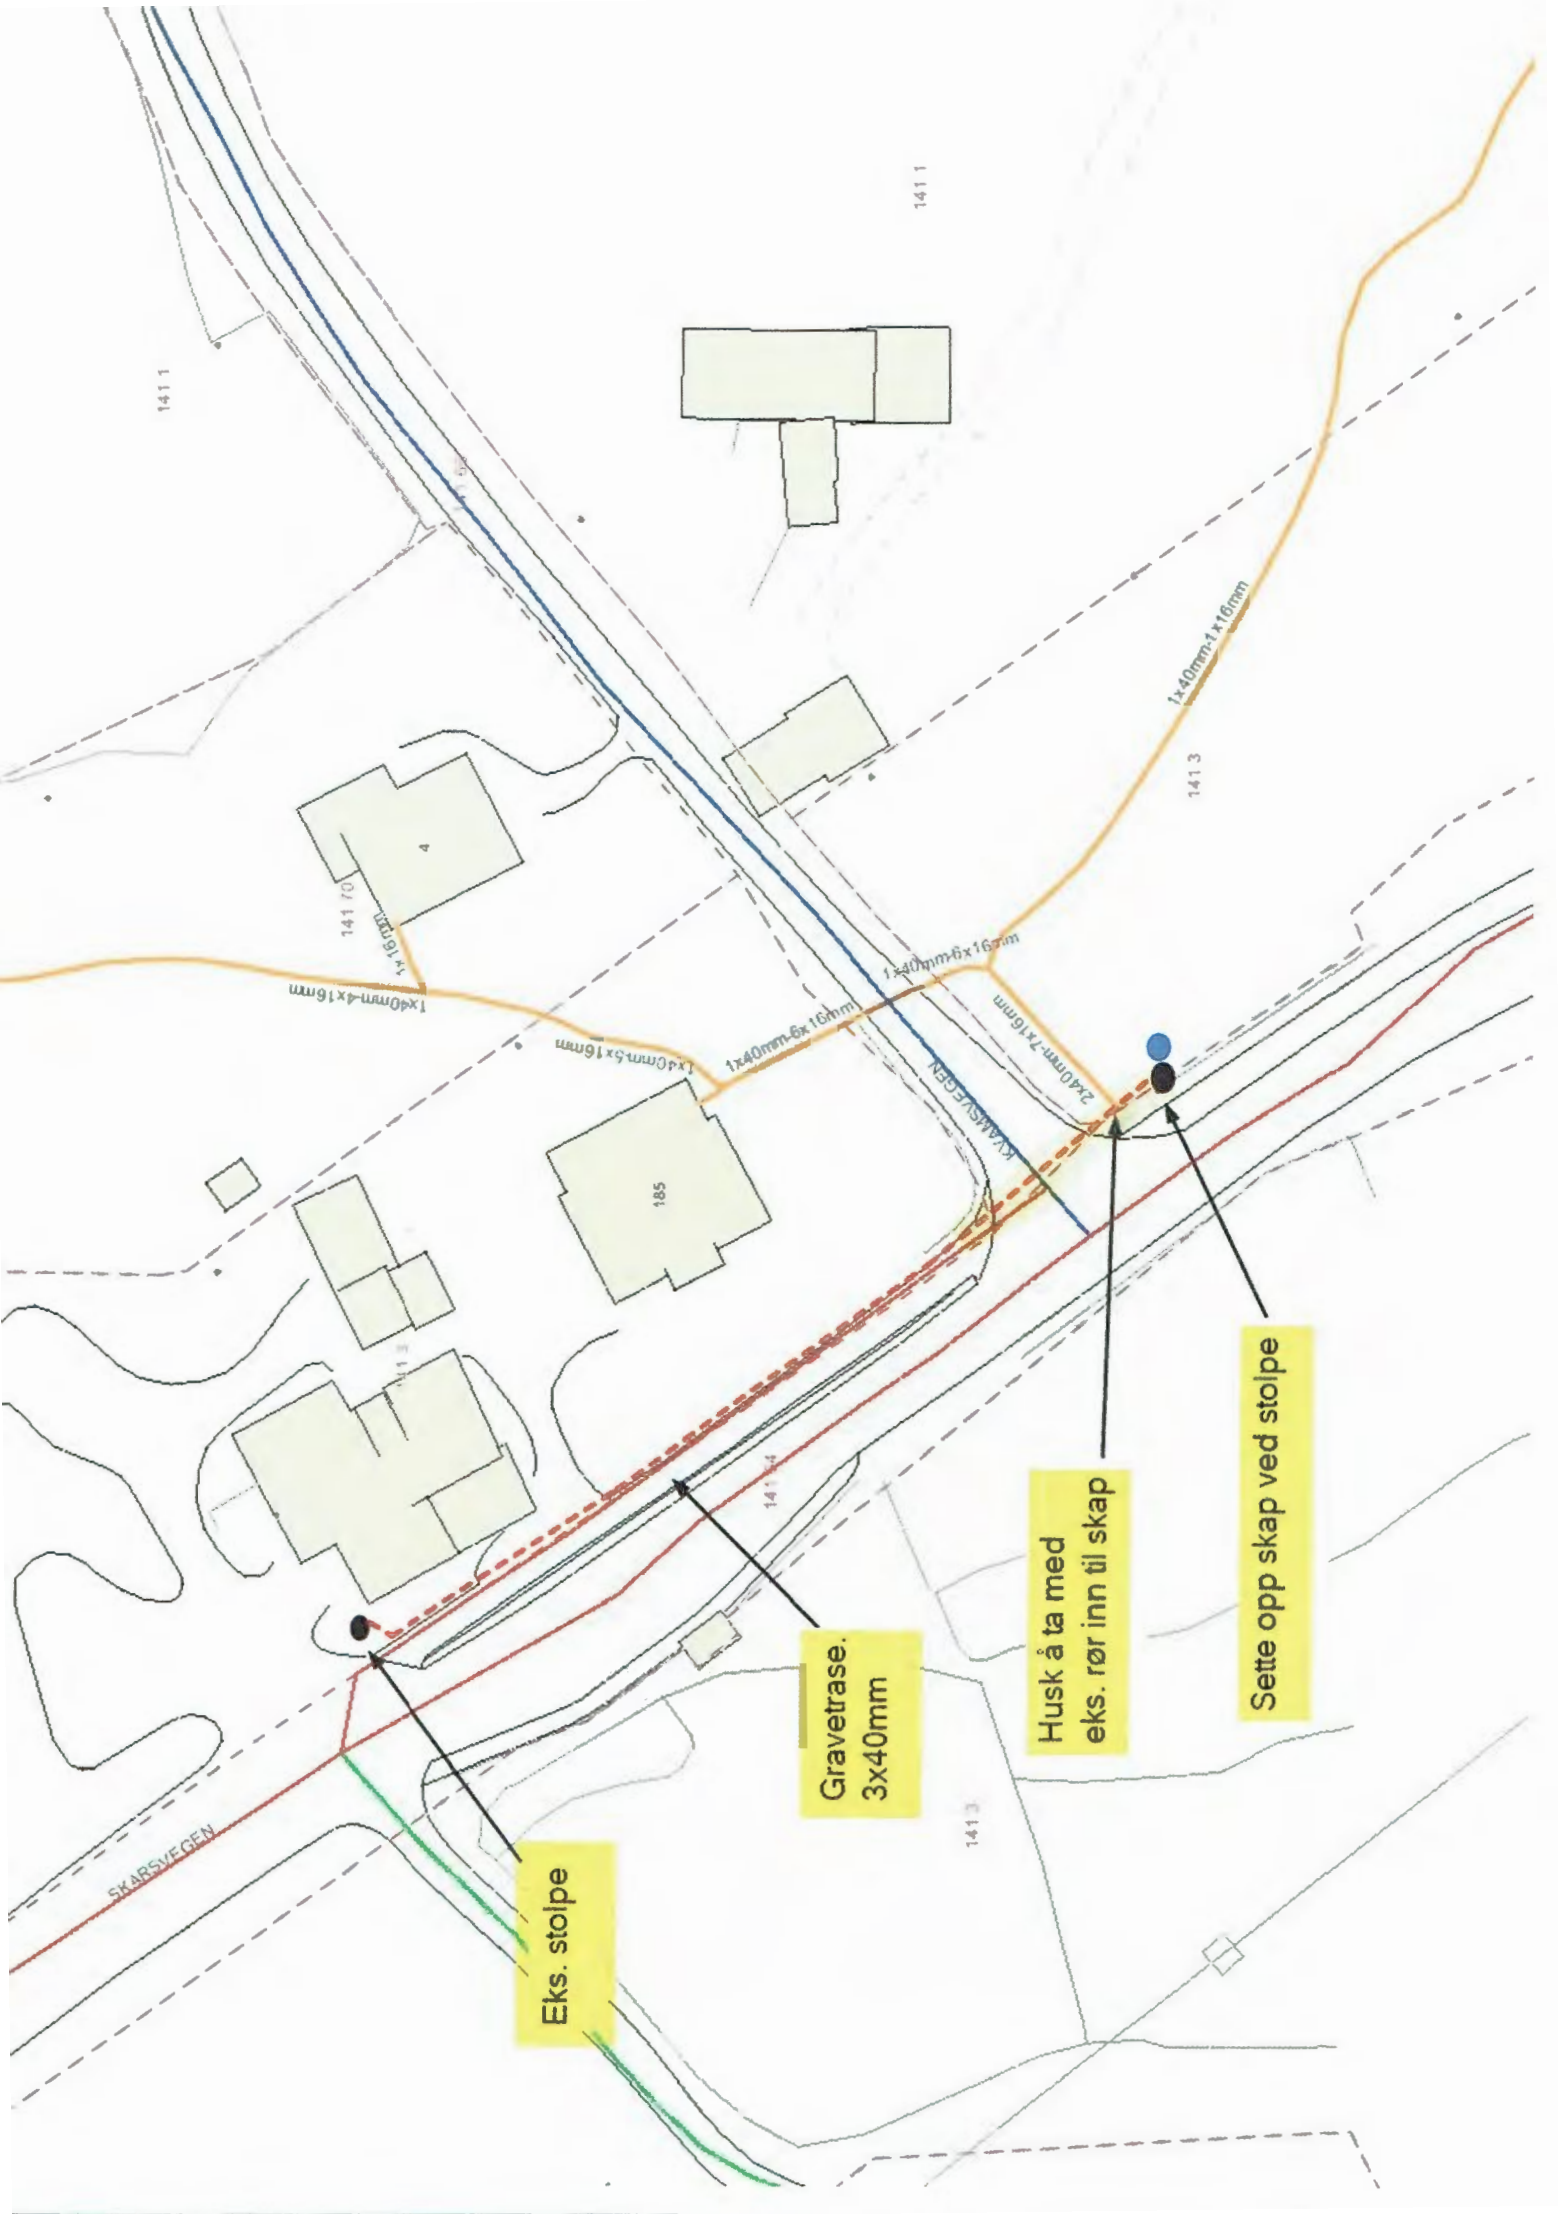 SKARSVEGEN
Eks. stolpe
Gravetrase.
3x40mm
Husk å ta med
eks. rør inn til skap
Sette opp skap ved stolpe
KVAMSVEGEN
2x40mm-7x16mm
1x40mm-6x16mm
1x40mm-6x16mm
1x40mm-5x16mm
1x40mm-4x16mm
1x16mm
1x40mm-1x16mm
185
4
141 70
141 1
141 1
141 3
141 3